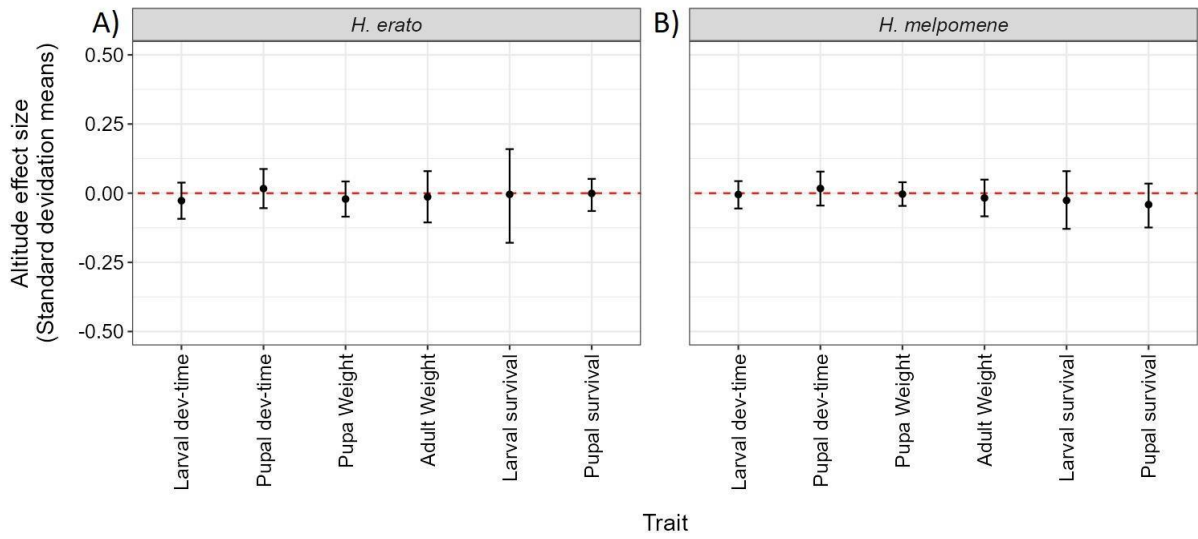 A)
H. erato
B)
H. melpomene
Altitude effect size
(Standard devidation means)
0.50
0.25
0.00
-0.25
-0.50
Larval dev-time
Pupal dev-time
Pupa Weight
Adult Weight
Larval survival
Pupal survival
Larval dev-time
Pupal dev-time
Pupa Weight
Adult Weight
Larval survival
Pupal survival
Trait